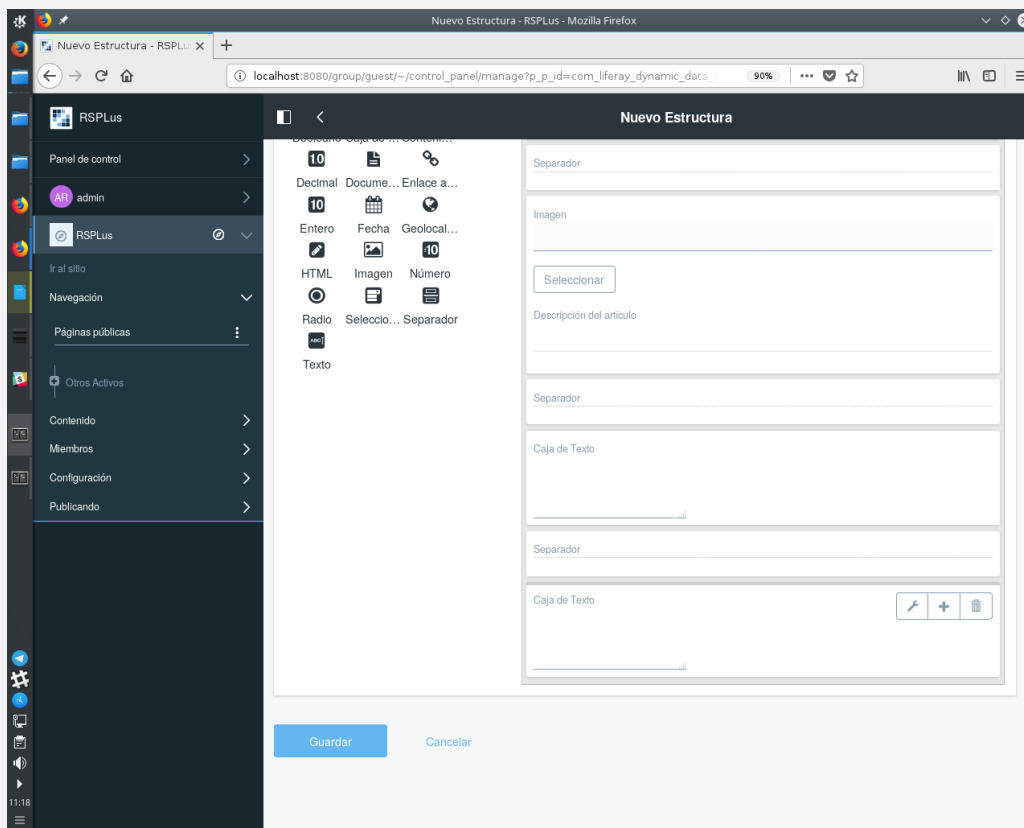 Nuevo Estructura - RSPLus - Mozilla Firefox
Nuevo Estructura - RSPLu
localhost:8080/group/guest/~/control_panel/manage?p_p_id=com_liferay_dynamic_data_
90%
RSPLus
Nuevo Estructura
Panel de control
AR admin
RSPLus
Ir al sitio
Navegación
Páginas públicas
Otros Activos
Contenido
Miembros
Configuración
Publicando
1.0
Decimal Docume... Enlace a...
10
Entero Fecha Geolocal...
10
HTML Imagen Número
Radio Seleccio... Separador
Texto
Separador
Imagen
Seleccionar
Descripción del artículo
Separador
Caja de Texto
Separador
Caja de Texto
Guardar Cancelar
11:18